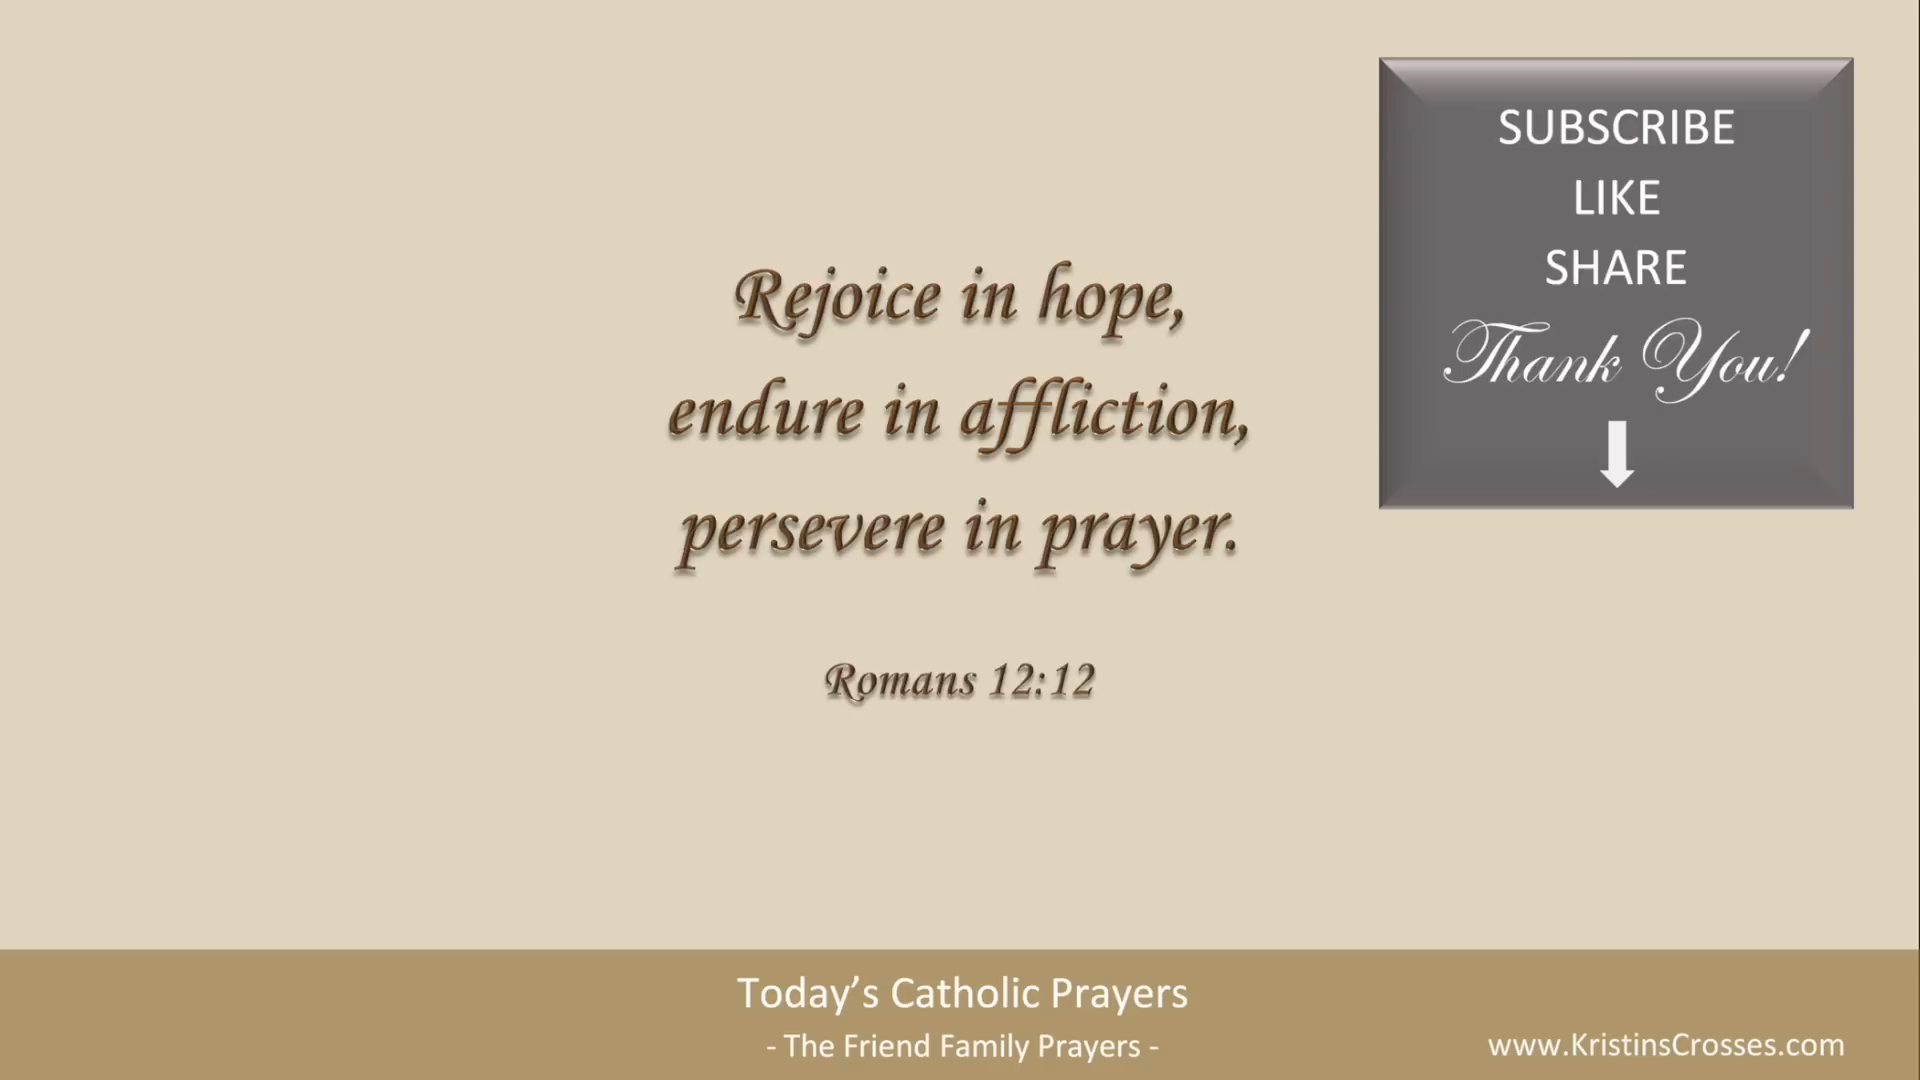 Rejoice in hope,
endure in affliction,
persevere in prayer.
Romans 12:12
SUBSCRIBE
LIKE
SHARE
Thank You!
Today’s Catholic Prayers
- The Friend Family Prayers -
www.KristinsCrosses.com